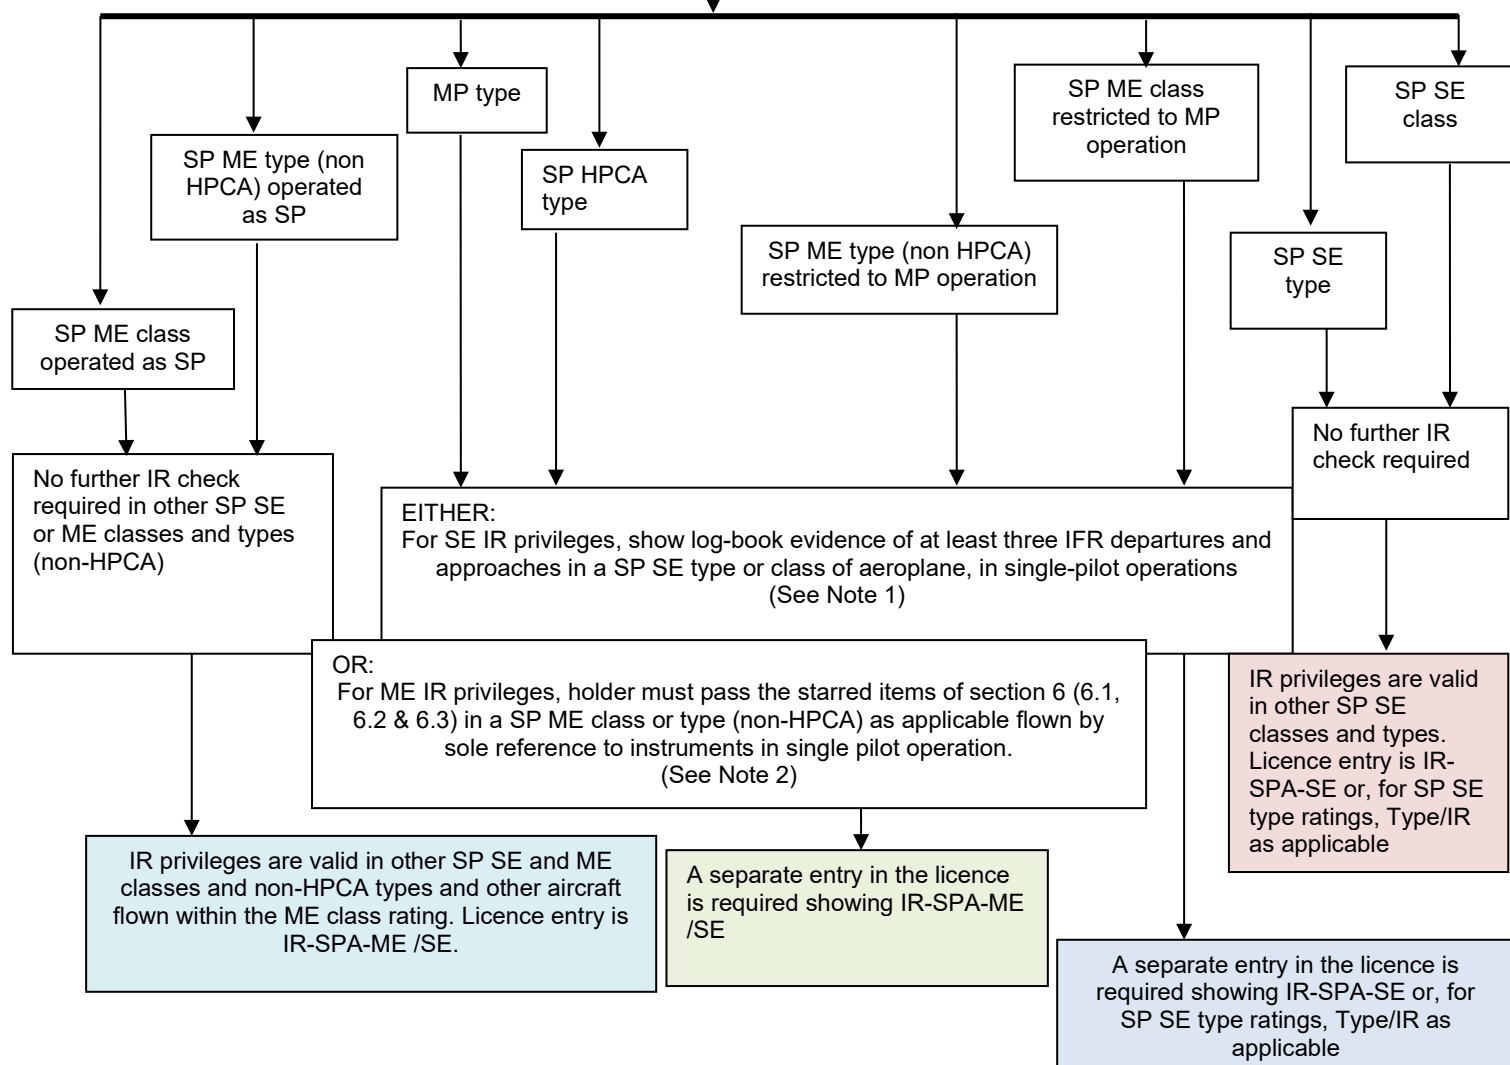 MP type
SP ME class
restricted to MP
operation
SP SE
class
SP ME type (non
HPCA) operated
as SP
SP HPCA
type
SP ME type (non HPCA)
restricted to MP operation
SP SE
type
SP ME class
operated as SP
No further IR check
required in other SP SE
or ME classes and types
(non-HPCA)
EITHER:
For SE IR privileges, show log-book evidence of at least three IFR departures and
approaches in a SP SE type or class of aeroplane, in single-pilot operations
(See Note 1)
No further IR
check required
OR:
For ME IR privileges, holder must pass the starred items of section 6 (6.1,
6.2 & 6.3) in a SP ME class or type (non-HPCA) as applicable flown by
sole reference to instruments in single pilot operation.
(See Note 2)
IR privileges are valid
in other SP SE
classes and types.
Licence entry is IR-
SPA-SE or, for SP SE
type ratings, Type/IR
as applicable
IR privileges are valid in other SP SE and ME
classes and non-HPCA types and other aircraft
flown within the ME class rating. Licence entry is
IR-SPA-ME /SE.
A separate entry in the licence
is required showing IR-SPA-ME
/SE
A separate entry in the licence is
required showing IR-SPA-SE or, for
SP SE type ratings, Type/IR as
applicable